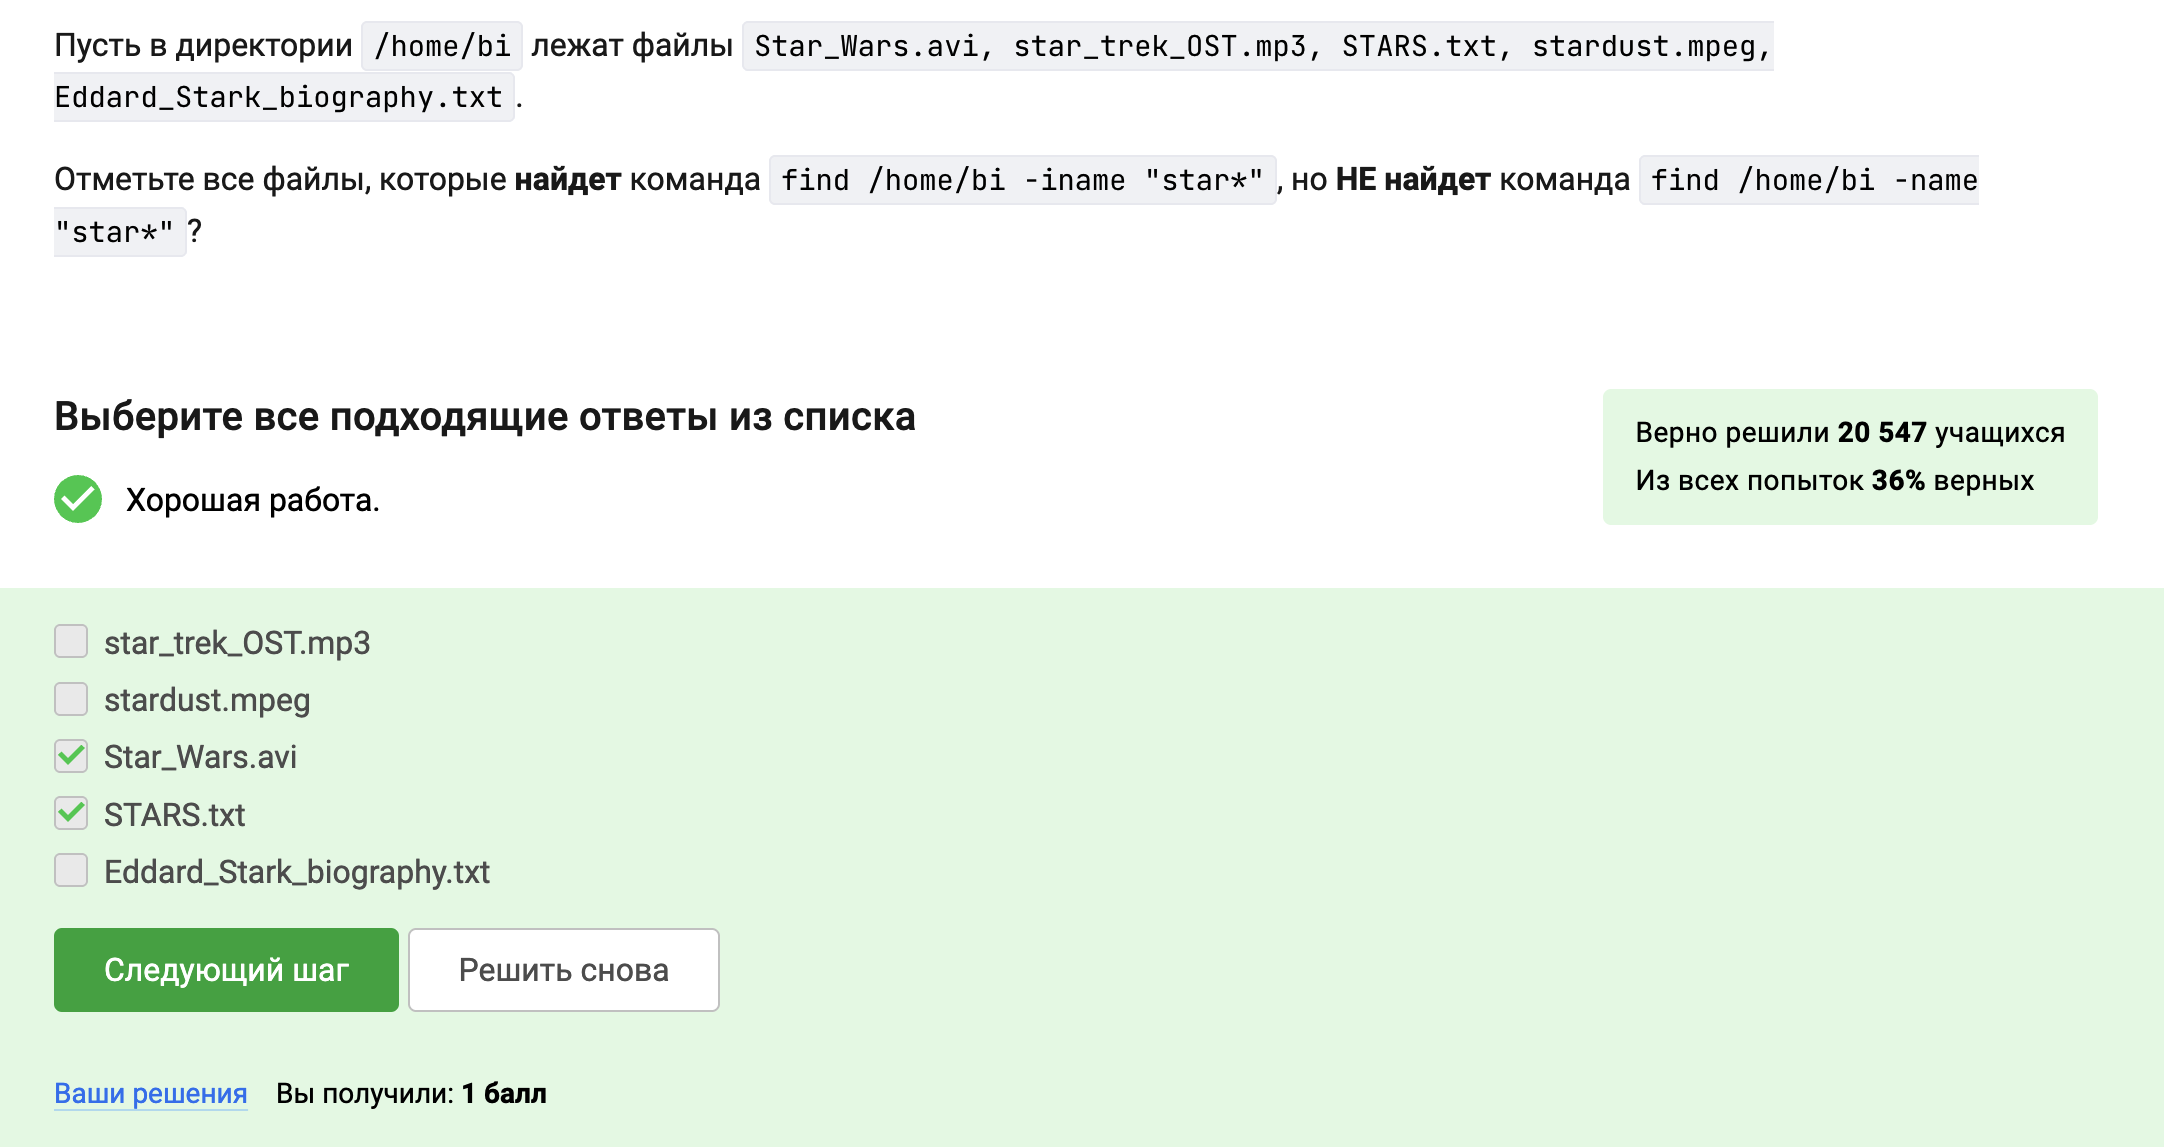 Пусть в директории /home/bi лежат файлы Star_Wars.avi, star_trek_OST.mp3, STARS.txt, stardust.mpeg,
Eddard_Stark_biography.txt.
Отметьте все файлы, которые найдет команда find /home/bi -iname "star*", но НЕ найдет команда find /home/bi -name
"star*"?
Выберите все подходящие ответы из списка
Верно решили 20 547 учащихся
Из всех попыток 36% верных
Хорошая работа.
star_trek_OST.mp3
stardust.mpeg
Star_Wars.avi
STARS.txt
Eddard_Stark_biography.txt
Следующий шаг Решить снова
Ваши решения Вы получили: 1 балл